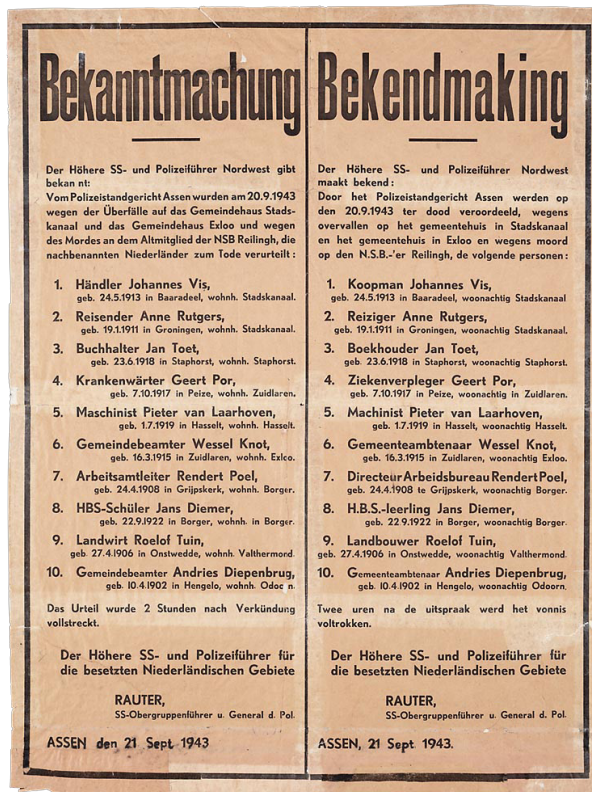 Bekanntmachung
Der Höhere SS- und Polizeiführer Nordwest gibt
bekan nt:
Vom Polizeistandgericht Assen wurden am 20.9.1943
wegen der Überfälle auf das Gemeindehaus Stads-
kanaal und das Gemeindehaus Exloo und wegen
des Mordes an dem Altmitglied der NSB Reilingh, die
nachbenannten Niederländer zum Tode verurteilt:
1. Händler Johannes Vis,
geb. 24.5.1913 in Baaradeel, wohnh. Stadskanaal.
2. Reisender Anne Rutgers,
geb. 19.1.1911 in Groningen, wohnh. Stadskanaal.
3. Buchhalter Jan Toet,
geb. 23.6.1918 in Staphorst, wohnh. Staphorst.
4. Krankenwärter Geert Por,
geb. 7.10.1917 in Peize, wohnh. Zuidlaren.
5. Maschinist Pieter van Laarhoven,
geb. 1.7.1919 in Hasselt, wohnh. Hasselt.
6. Gemeindebeamter Wessel Knot,
geb. 16.3.1915 in Zuidlaren, wohnh. Exlco.
7. Arbeitsamtleiter Rendert Poel,
geb. 24.4.1908 in Grijpskerk, wohnh. Borger.
8. HBS-Schüler Jans Diemer,
geb. 22.9.1922 in Borger, wohnh. in Borger.
9. Landwirt Roelof Tuin,
geb. 27.4.1906 in Onstwedde, wohnh. Valthermond.
10. Gemeindebeamter Andries Diepenbrug,
geb. 10.4.1902 in Hengelo, wohnh. Odoorn.
Das Urteil wurde 2 Stunden nach Verkündung
vollstreckt.
Der Höhere SS- und Polizeiführer für
die besetzten Niederländischen Gebiete
RAUTER,
SS-Obergruppenführer u. General d. Pol.
ASSEN den 21 Sept. 1943
Bekendmaking
Der Höhere SS- und Polizeiführer Nordwest
maakt bekend:
Door het Polizeistandgericht Assen werden op
den 20.9.1943 ter dood veroordeeld, wegens
overvallen op het gemeentehuis in Stadskanaal
en het gemeentehuis in Exloo en wegens moord
op den N.S.B.-'er Reilingh, de volgende personen:
1. Koopman Johannes Vis,
geb. 24.5.1913 in Baaradeel, woonachtig Stadskanaal
2. Reiziger Anne Rutgers,
geb. 19.1.1911 in Groningen, woonachtig Stadskanaal.
3. Boekhouder Jan Toet,
geb. 23.6.1918 in Staphorst, woonachtig Staphorst.
4. Ziekenverpleger Geert Por,
geb. 7.10.1917 in Peize, woonachtig in Zuidlaren.
5. Machinist Pieter van Laarhoven,
geb. 1.7.1919 in Hasselt, woonachtig Hasselt.
6. Gemeenteambtenaar Wessel Knot,
geb. 16.3.1915 in Zuidlaren, woonachtig Exloo.
7. Directeur Arbeidsbureau Rendert Poel,
geb. 24.4.1908 te Grijpskerk, woonachtig Borger.
8. H.B.S.-leerling Jans Diemer,
geb. 22 9.1922 in Borger, woonachtig Borger.
9. Landbouwer Roelof Tuin,
geb. 27.4.1906 in Onstwedde, woonachtig Valthermond.
10. Gemeenteambtenaar Andries Diepenbrug,
geb. 10.4.1902 in Hengelo, woonachtig Odoorn.
Twee uren na de uitspraak werd het vonnis
voltrokken.
Der Höhere SS- und Polizeiführer für
die besetzten Niederländischen Gebiete
RAUTER,
SS-Obergruppenführer u. General d. Pol.
ASSEN, 21 Sept. 1943.